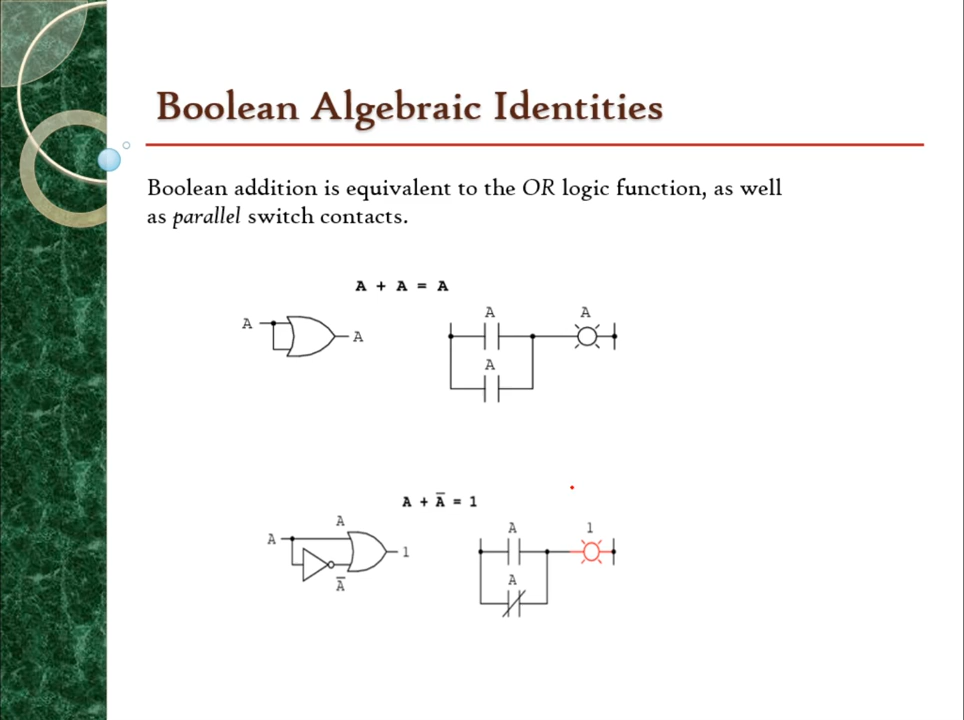 Boolean Algebraic Identities
Boolean addition is equivalent to the OR logic function, as well
as parallel switch contacts.
A + A = A
A
A
A
A
A
A + A̅ = 1
A
A
A̅
1
A
1
A